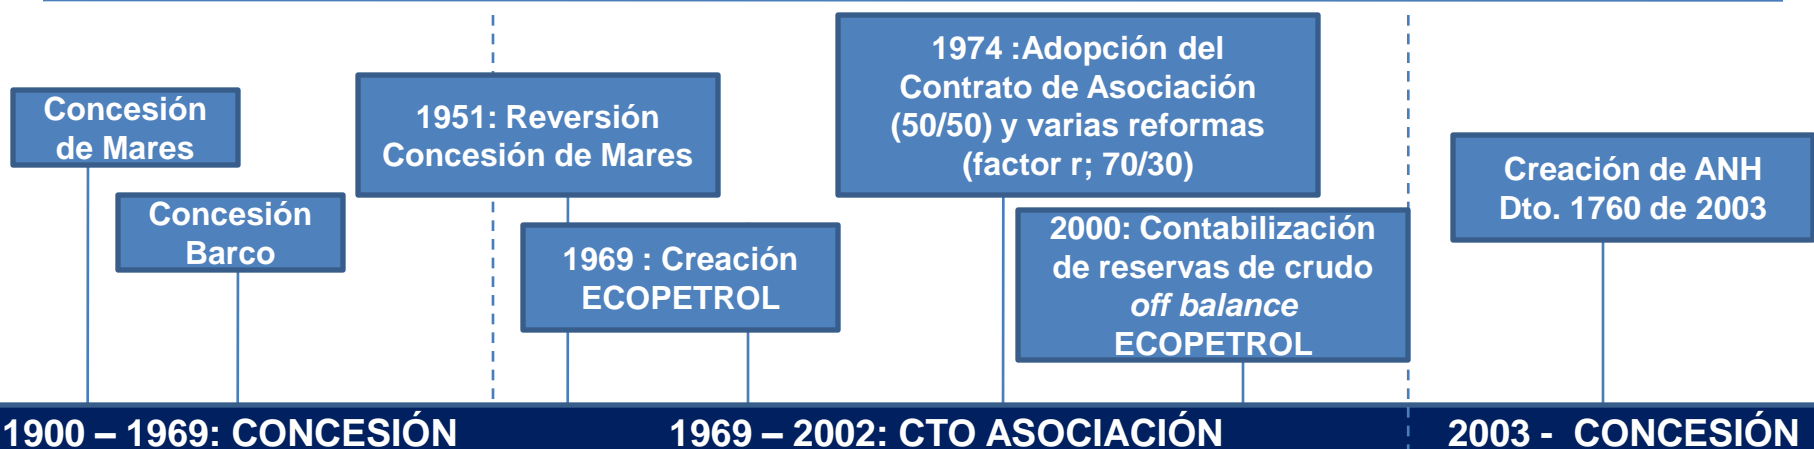 Concesión
de Mares
Concesión
Barco
1951: Reversión
Concesión de Mares
1969 : Creación
ECOPETROL
1974 :Adopción del
Contrato de Asociación
(50/50) y varias reformas
(factor r; 70/30)
2000: Contabilización
de reservas de crudo
off balance
ECOPETROL
Creación de ANH
Dto. 1760 de 2003
1900 – 1969: CONCESIÓN
1969 – 2002: CTO ASOCIACIÓN
2003 - CONCESIÓN